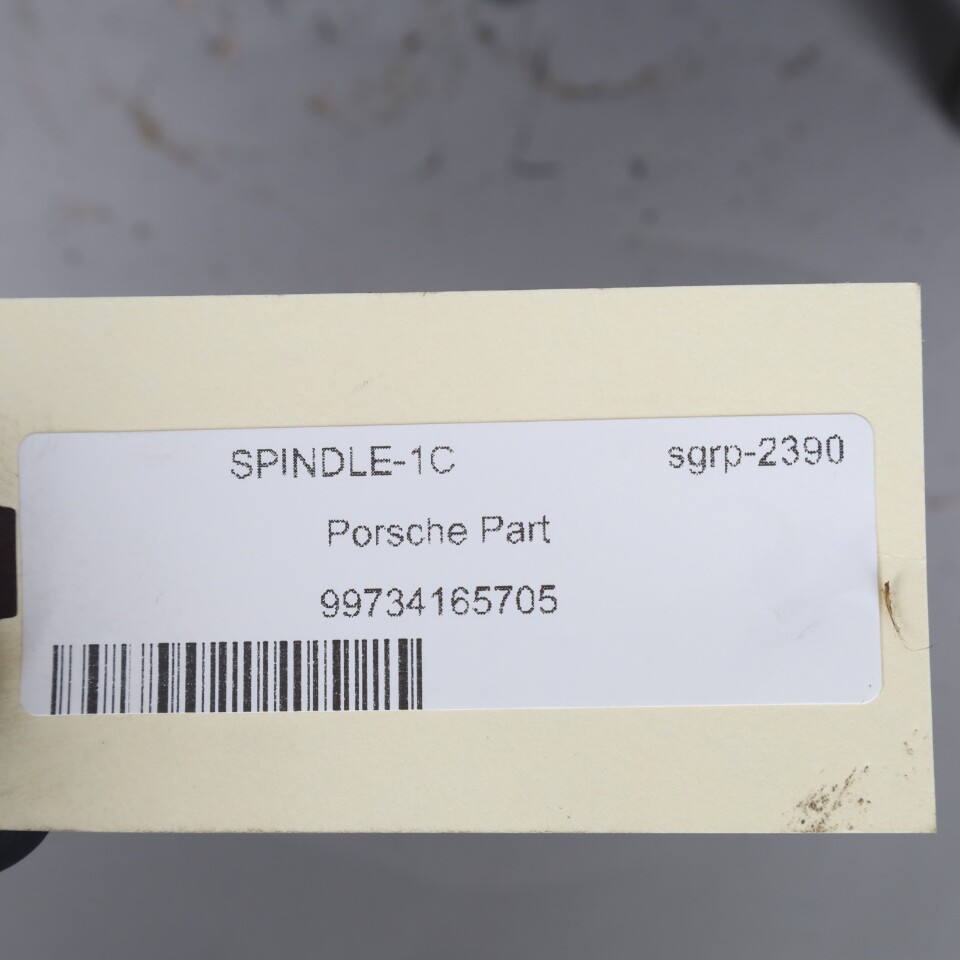 SPINDLE-1C sgrp-2390
Porsche Part
99734165705